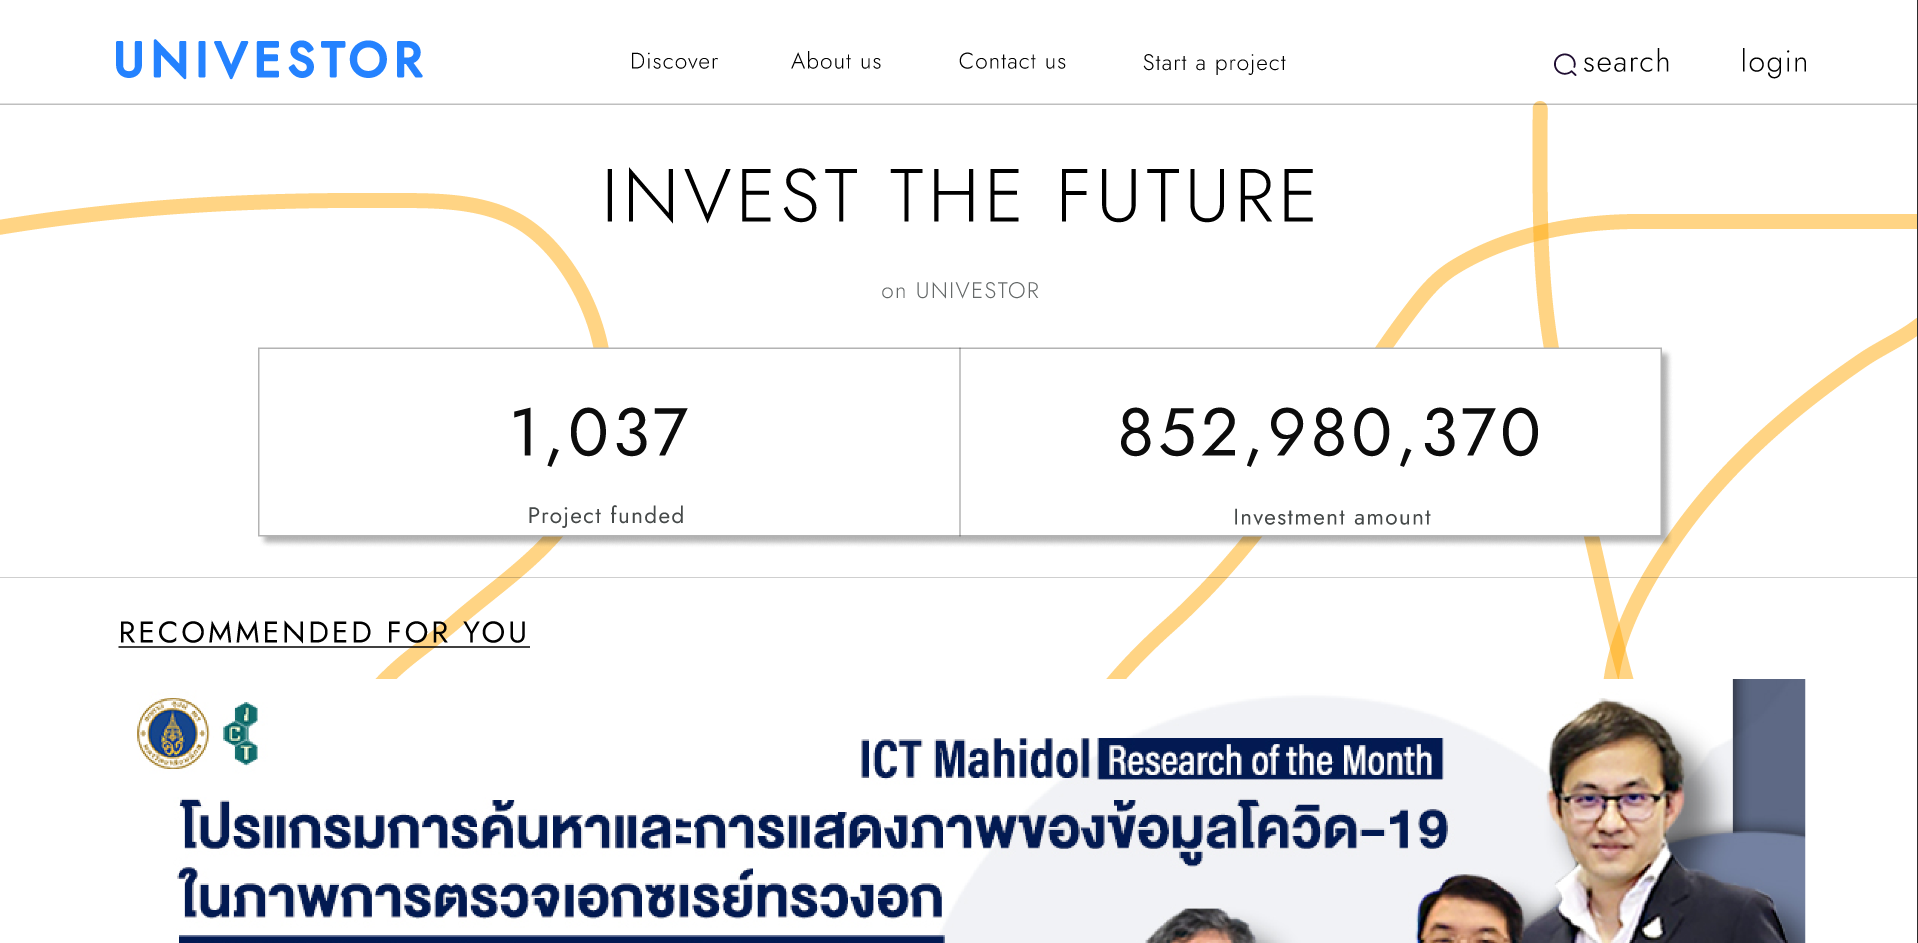 UNIVESTOR
Discover
About us
Contact us
Start a project
search
login
INVEST THE FUTURE
on UNIVESTOR
1,037
Project funded
852,980,370
Investment amount
RECOMMENDED FOR YOU
ICT
ICT Mahidol Research of the Month
โปรแกรมการค้นหาและการแสดงภาพของข้อมูลโควิด-19
ในภาพการตรวจเอกซเรย์ทรวงอก